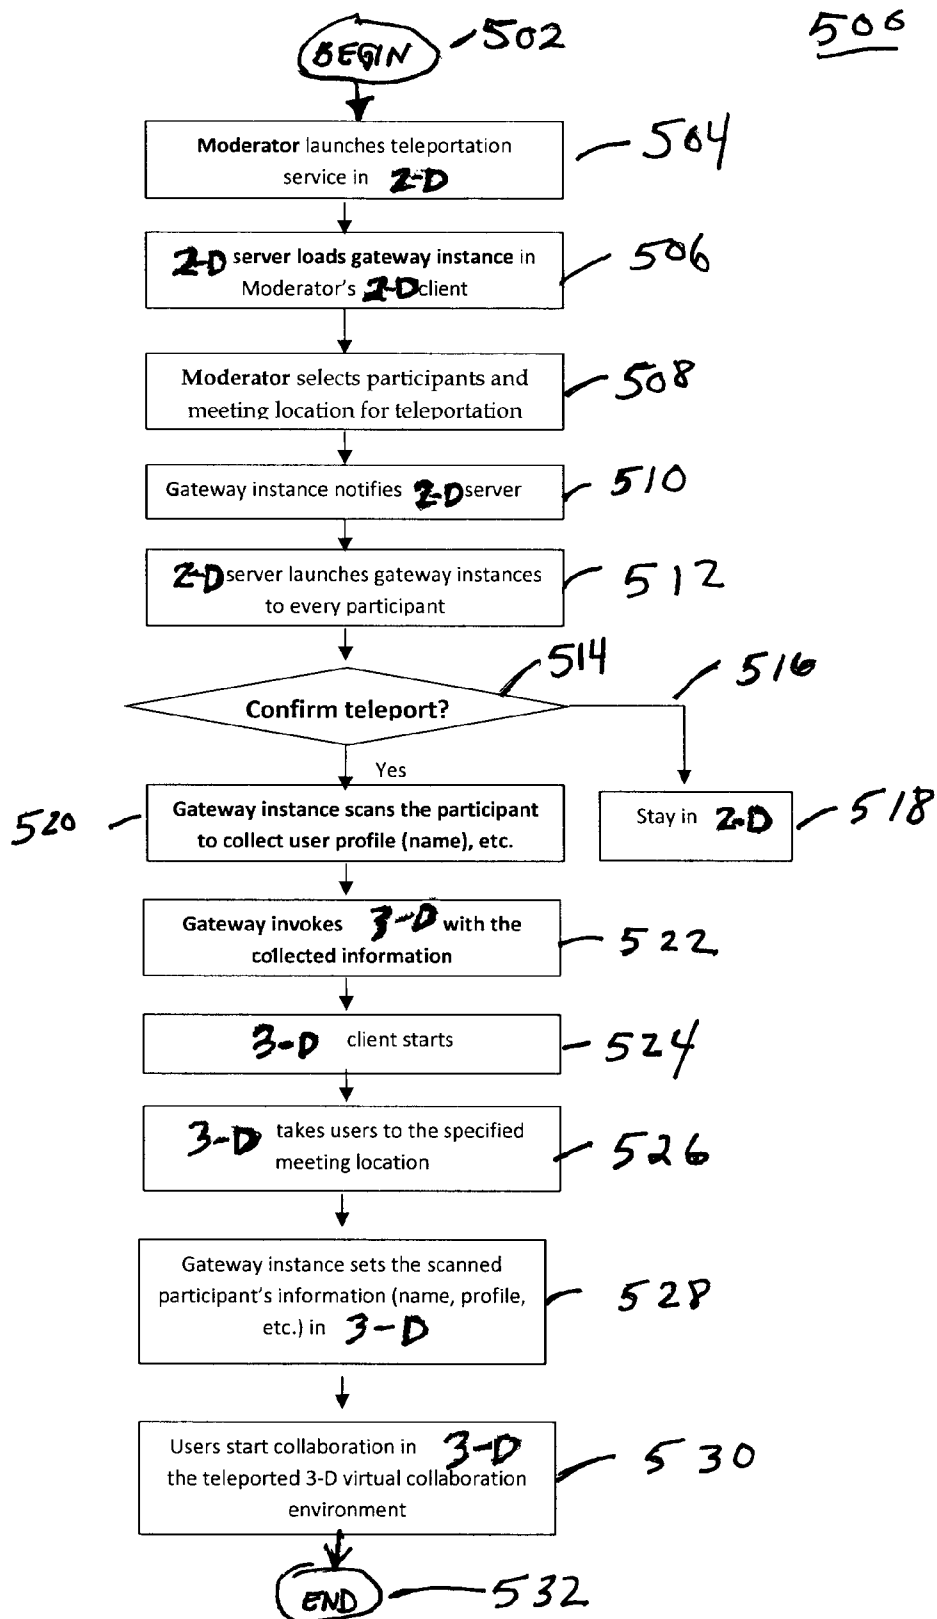 BEGIN 502
500
Moderator launches teleportation
service in 2-D
504
2-D server loads gateway instance in
Moderator's 2-D client
506
Moderator selects participants and
meeting location for teleportation
508
Gateway instance notifies 2-D server
510
2-D server launches gateway instances
to every participant
512
514
516
Confirm teleport?
Yes
520
Gateway instance scans the participant
to collect user profile (name), etc.
Stay in 2-D
518
Gateway invokes 3-D with the
collected information
522
3-D client starts
524
3-D takes users to the specified
meeting location
526
Gateway instance sets the scanned
participant's information (name, profile,
etc.) in 3-D
528
Users start collaboration in 3-D
the teleported 3-D virtual collaboration
environment
530
END 532